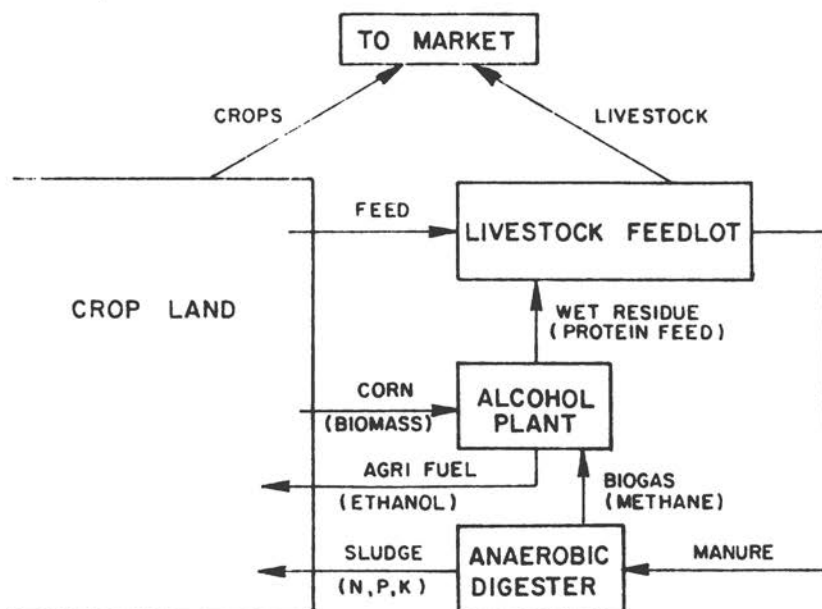 TO MARKET
CROPS
LIVESTOCK
FEED
LIVESTOCK FEEDLOT
CROP LAND
WET RESIDUE
(PROTEIN FEED)
CORN
(BIOMASS)
ALCOHOL
PLANT
AGRI FUEL
(ETHANOL)
BIOGAS
(METHANE)
SLUDGE
(N,P,K)
ANAEROBIC
DIGESTER
MANURE